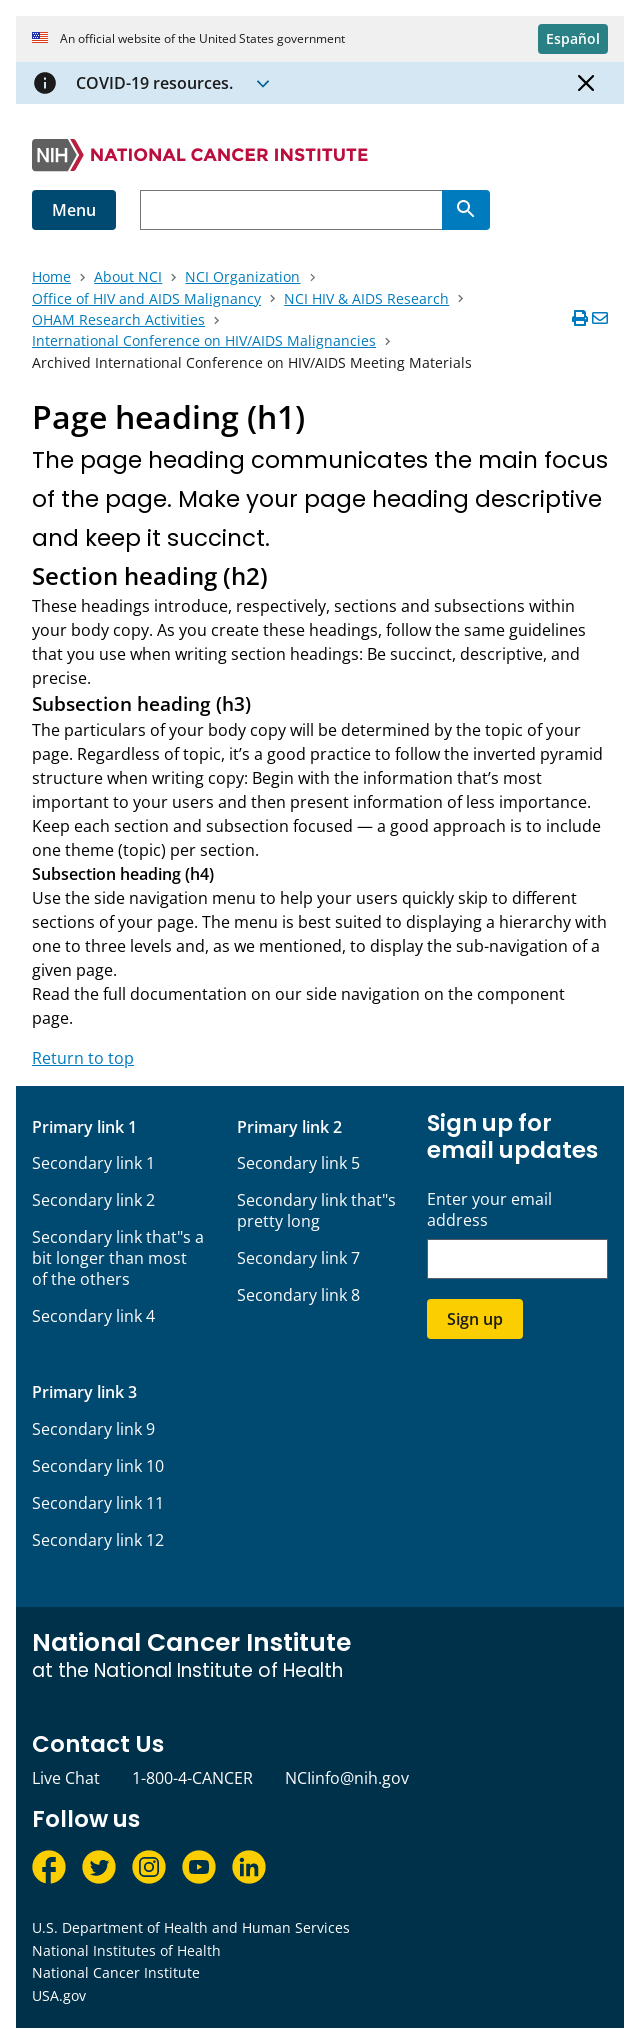 An official website of the United States government
Español
COVID-19 resources.
NIH NATIONAL CANCER INSTITUTE
Menu
Home > About NCI > NCI Organization >
Office of HIV and AIDS Malignancy > NCI HIV & AIDS Research >
OHAM Research Activities >
International Conference on HIV/AIDS Malignancies >
Archived International Conference on HIV/AIDS Meeting Materials
Page heading (h1)
The page heading communicates the main focus
of the page. Make your page heading descriptive
and keep it succinct.
Section heading (h2)
These headings introduce, respectively, sections and subsections within
your body copy. As you create these headings, follow the same guidelines
that you use when writing section headings: Be succinct, descriptive, and
precise.
Subsection heading (h3)
The particulars of your body copy will be determined by the topic of your
page. Regardless of topic, it’s a good practice to follow the inverted pyramid
structure when writing copy: Begin with the information that’s most
important to your users and then present information of less importance.
Keep each section and subsection focused — a good approach is to include
one theme (topic) per section.
Subsection heading (h4)
Use the side navigation menu to help your users quickly skip to different
sections of your page. The menu is best suited to displaying a hierarchy with
one to three levels and, as we mentioned, to display the sub-navigation of a
given page.
Read the full documentation on our side navigation on the component
page.
Return to top
Primary link 1
Secondary link 1
Secondary link 2
Secondary link that"s a
bit longer than most
of the others
Secondary link 4
Primary link 2
Secondary link 5
Secondary link that"s
pretty long
Secondary link 7
Secondary link 8
Primary link 3
Secondary link 9
Secondary link 10
Secondary link 11
Secondary link 12
Sign up for
email updates
Enter your email
address
Sign up
National Cancer Institute
at the National Institute of Health
Contact Us
Live Chat
1-800-4-CANCER
NCIinfo@nih.gov
Follow us
U.S. Department of Health and Human Services
National Institutes of Health
National Cancer Institute
USA.gov